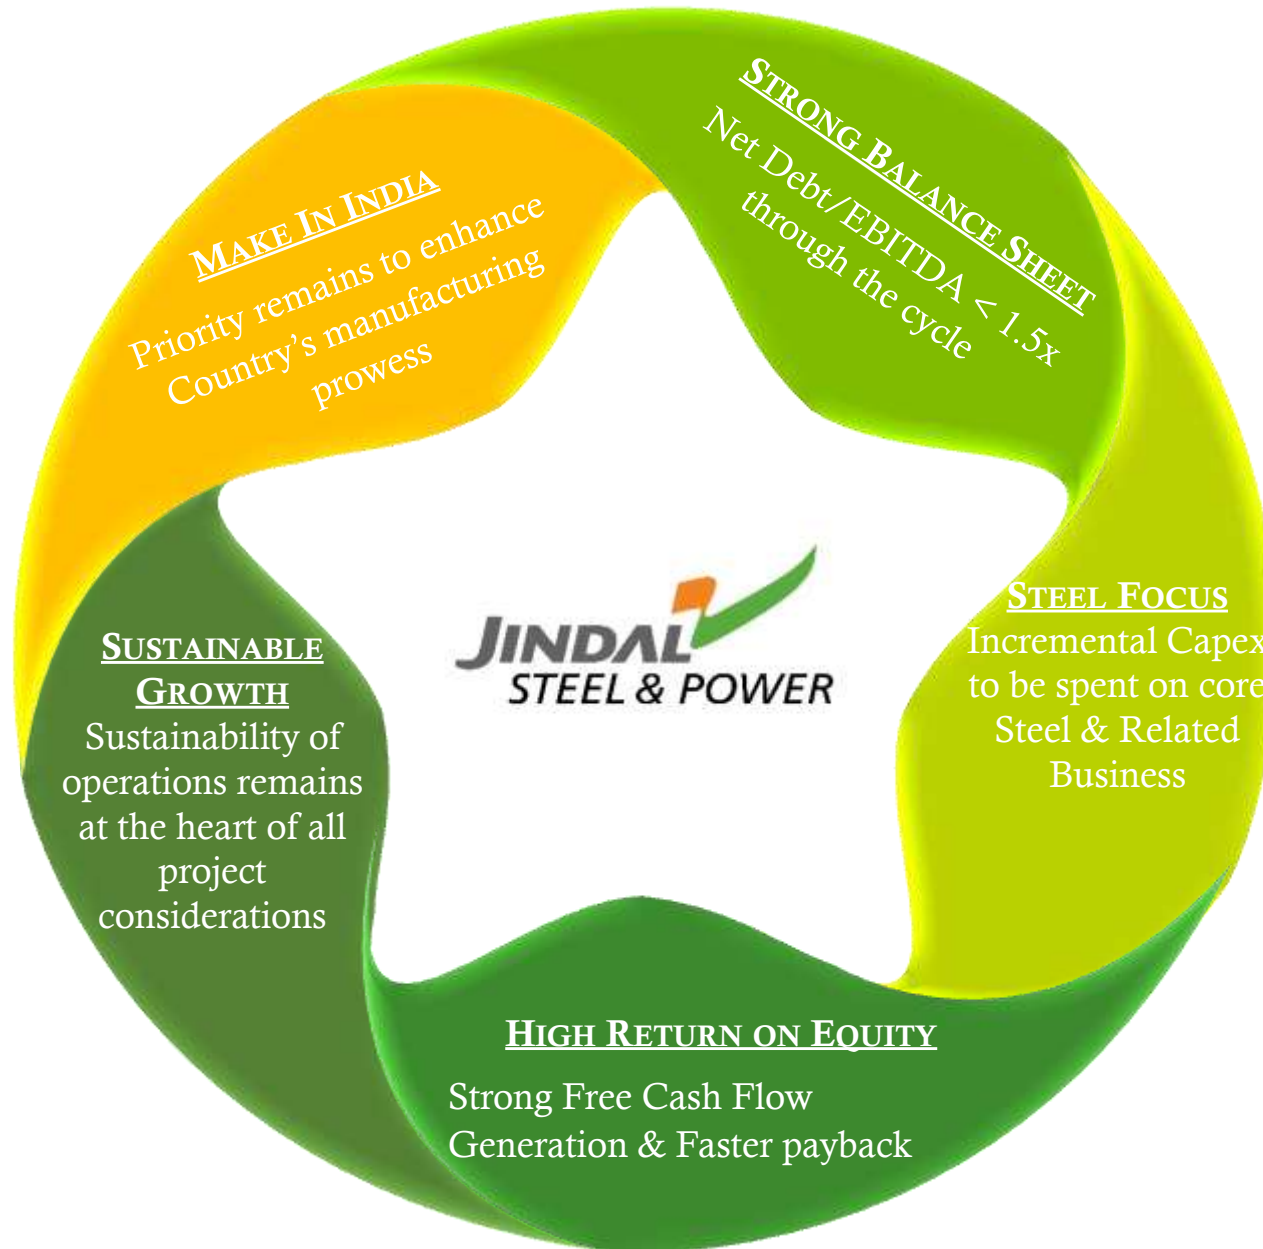 STRONG BALANCE SHEET
Net Debt/EBITDA < 1.5x
through the cycle
STEEL FOCUS
Incremental Capex
to be spent on core
Steel & Related
Business
HIGH RETURN ON EQUITY
Strong Free Cash Flow
Generation & Faster payback
SUSTAINABLE
GROWTH
Sustainability of
operations remains
at the heart of all
project
considerations
MAKE IN INDIA
Priority remains to enhance
Country’s manufacturing
prowess
JINDAL
STEEL & POWER